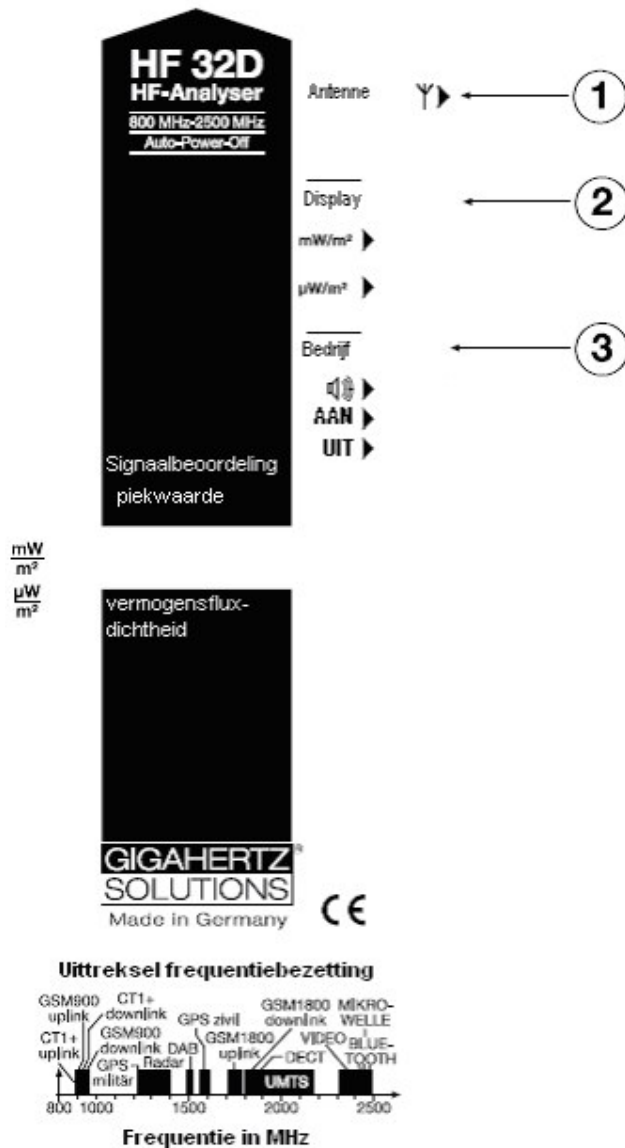 HF 32D
HF-Analyser
800 MHz-2500 MHz
Auto-Power-Off
Antenne
1
Display
2
mW/m²
µW/m²
Bedrijf
3
AAN
UIT
Signaalbeoordeling
piekwaarde
mW
m²
µW
m²
vermogensflux-
dichtheid
GIGAHERTZ®
SOLUTIONS
Made in Germany
CE
Uittreksel frequentiebezetting
GSM900
uplink
CT1+
downlink
GSM1800
downlink
MIKRO-
WELLE
CT1+
uplink
GSM900
downlink
GPS zivil
GSM1800
uplink
VIDEO
BLUE-
TOOTH
GPS
militär
Radar
DAB
DECT
UMTS
800 1000 1500 2000 2500
Frequentie in MHz